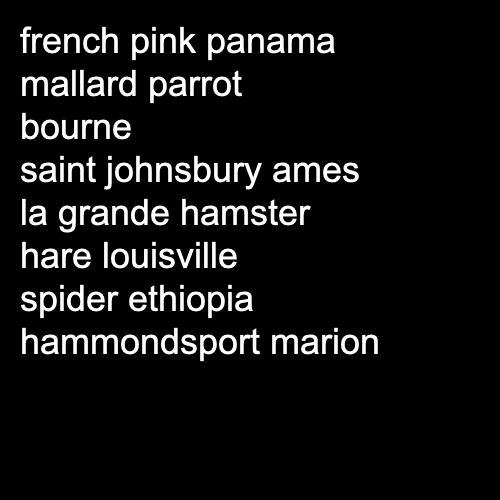 french pink panama
mallard parrot
bourne
saint johnsbury ames
la grande hamster
hare louisville
spider ethiopia
hammondsport marion